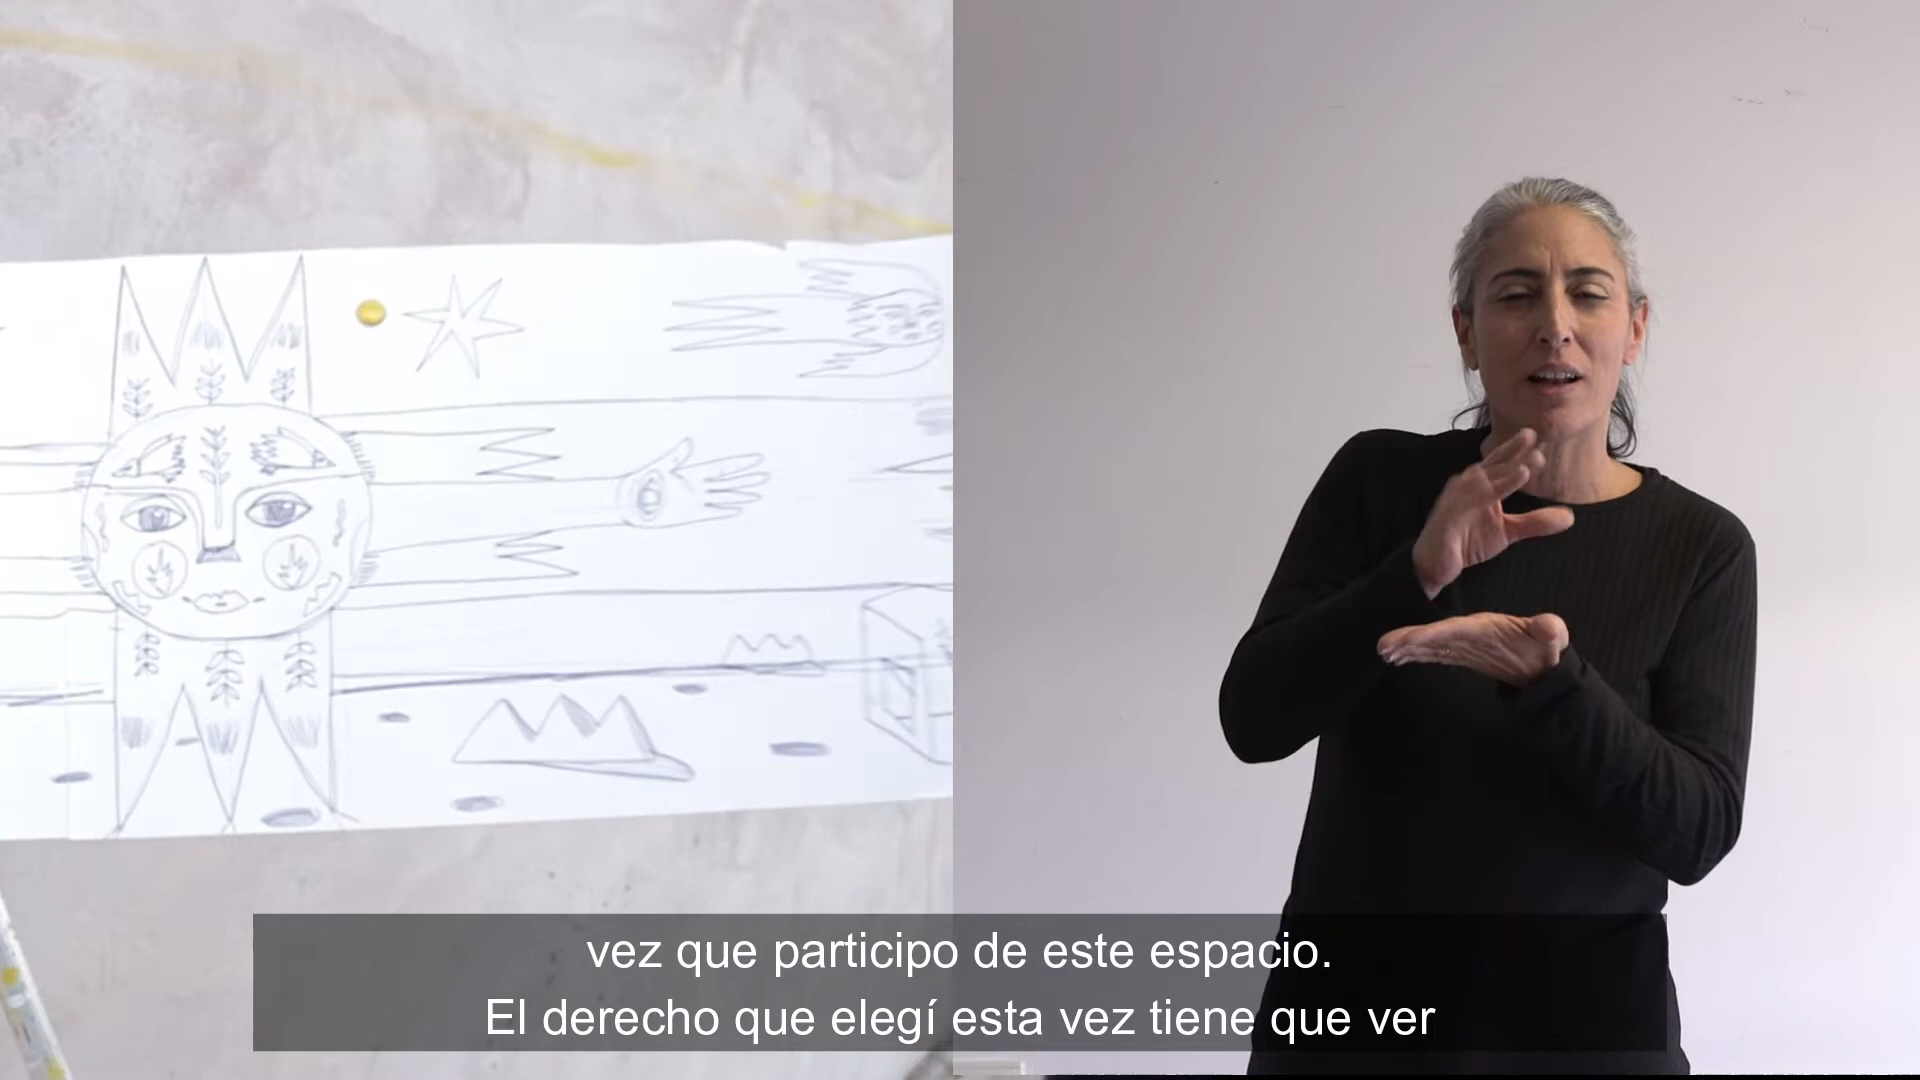 vez que participo de este espacio.
El derecho que elegí esta vez tiene que ver